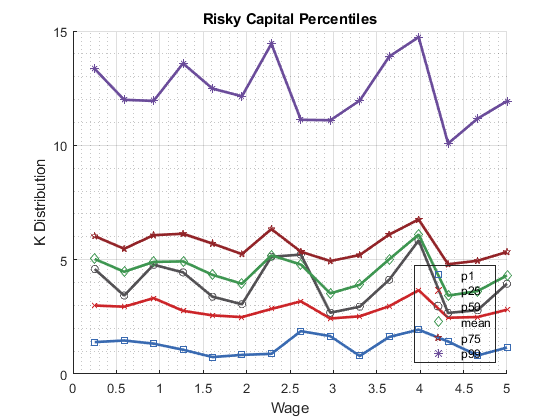 Risky Capital Percentiles
15
10
5
0
K Distribution
0 0.5 1 1.5 2 2.5 3 3.5 4 4.5 5
Wage
p1
p25
p50
mean
p75
p99